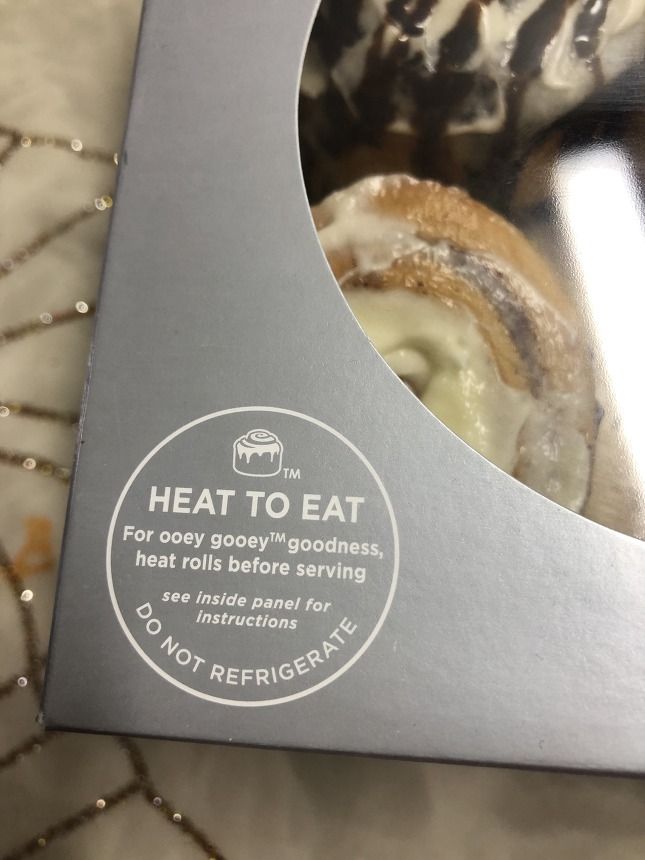 TM
HEAT TO EAT
For ooey gooey™ goodness,
heat rolls before serving
see inside panel for
instructions
DO NOT REFRIGERATE